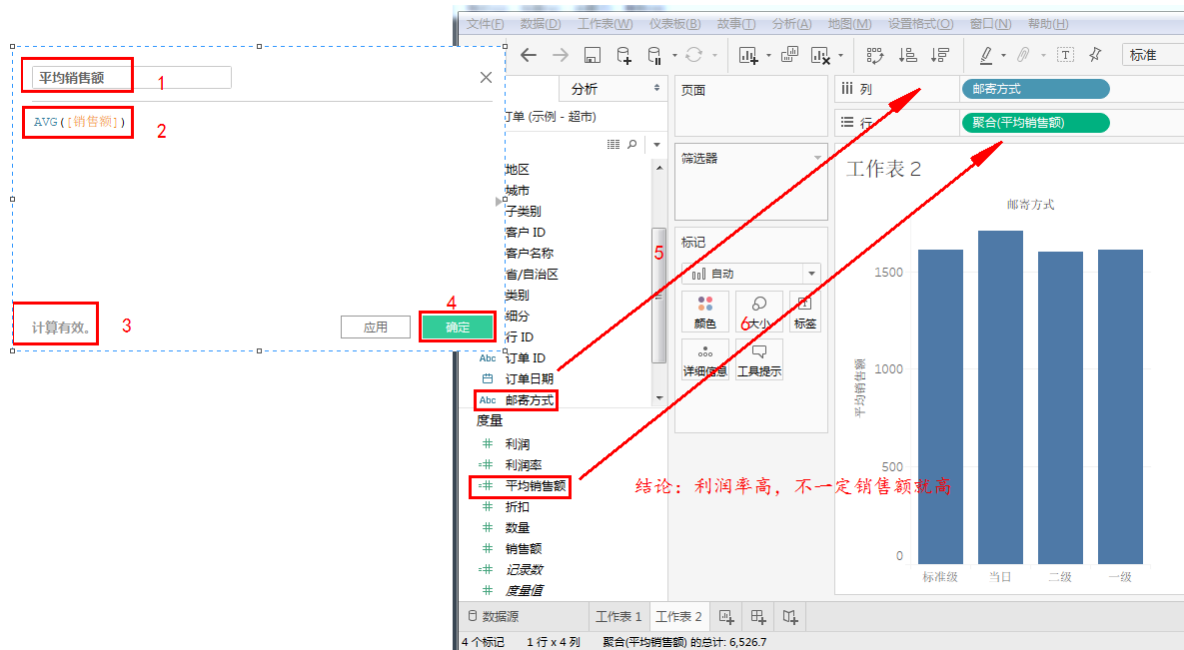 文件(F) 数据(D) 工作表(W) 仪表板(B) 故事(T) 分析(A) 地图(M) 设置格式(O) 窗口(N) 帮助(H)
标准
平均销售额
1
AVG([销售额])
2
计算有效。
3
应用
4
确定
分析
订单 (示例 - 超市)
地区
城市
子类别
客户 ID
客户名称
省/自治区
类别
细分
行 ID
Abc 订单 ID
订单日期
Abc 邮寄方式
度量
利润
利润率
平均销售额
折扣
数量
销售额
记录数
度量值
5
页面
筛选器
标记
自动
颜色
6
大小
标签
详细信息
工具提示
列
邮寄方式
行
聚合(平均销售额)
工作表 2
邮寄方式
平均销售额
1500
1000
500
0
标准级 当日 二级 一级
结论：利润率高，不一定销售额就高
数据源 工作表 1 工作表 2
4 个标记 1 行 x 4 列 聚合(平均销售额) 的总计: 6,526.7